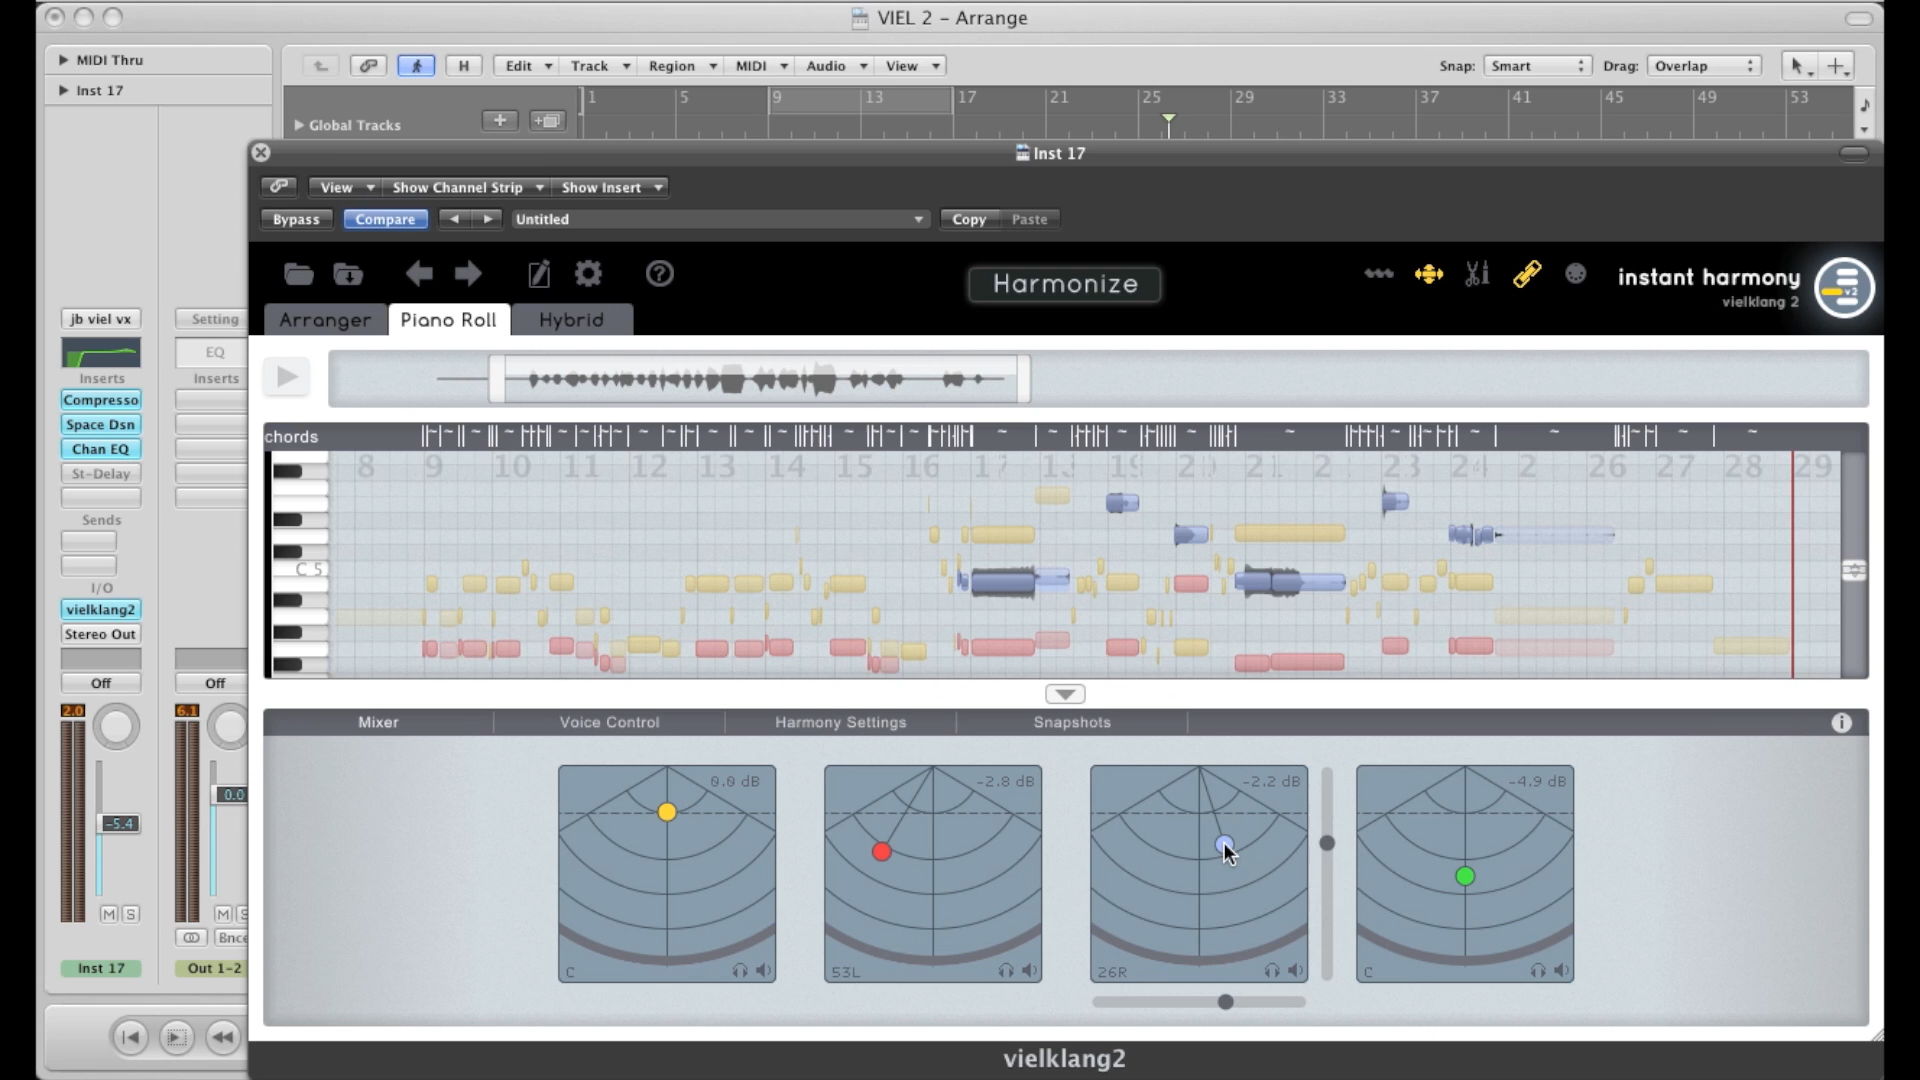 VIEL 2 – Arrange
MIDI Thru
Inst 17
H
Edit Track Region MIDI Audio View
Snap: Smart Drag: Overlap
Global Tracks
1 5 9 13 17 21 25 29 33 37 41 45 49 53
Inst 17
View Show Channel Strip Show Insert
Bypass Compare Untitled Copy Paste
Harmonize
instant harmony
vielklang 2
v2
Arranger Piano Roll Hybrid
jb viel vx Setting
EQ
Inserts Inserts
Compresso
Space Dsn
Chan EQ
St-Delay
Sends
I/O
vielklang2
Stereo Out
Off Off
2.0 6.1
-5.4 0.0
M S M S
Bnce
Inst 17 Out 1-2
chords
8 9 10 11 12 13 14 15 16 19 23 26 27 28 29
C 5
Mixer Voice Control Harmony Settings Snapshots
0.0 dB -2.8 dB -2.2 dB -4.9 dB
C 53L 26R C
vielklang2